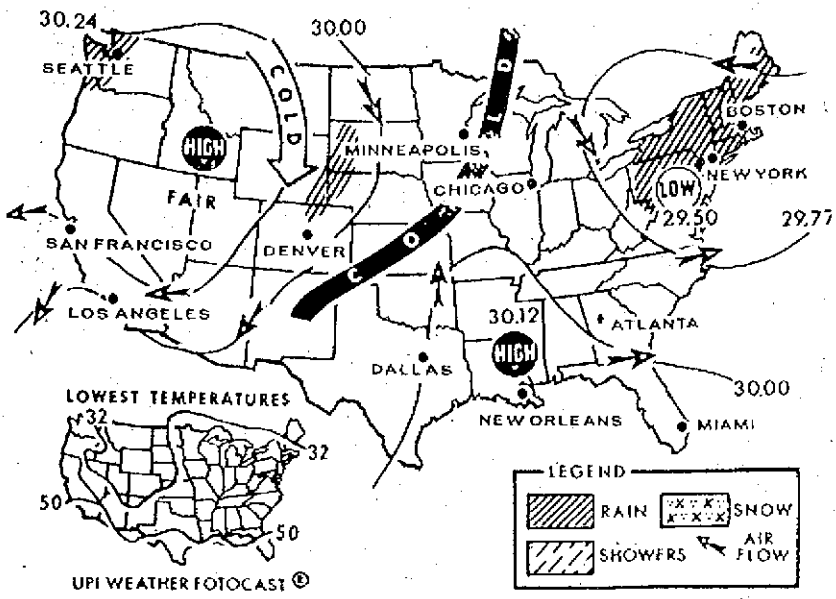 30.24
30.00
SEATTLE
COLD
COLD
HIGH
FAIR
MINNEAPOLIS
CHICAGO
BOSTON
NEW YORK
LOW
29.50
29.77
SAN FRANCISCO
DENVER
LOS ANGELES
30.12
HIGH
ATLANTA
DALLAS
30.00
NEW ORLEANS
MIAMI
LOWEST TEMPERATURES
32
32
50
50
UPI WEATHER FOTOCAST ®
LEGEND
RAIN
SNOW
SHOWERS
AIR FLOW